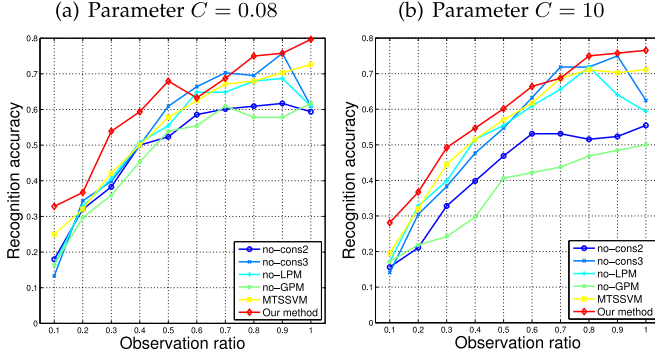 (a) Parameter C = 0.08
(b) Parameter C = 10
Recognition accuracy
0.8
0.7
0.6
0.5
0.4
0.3
0.2
0.1
0
0.1 0.2 0.3 0.4 0.5 0.6 0.7 0.8 0.9 1
Observation ratio
no-cons2
no-cons3
no-LPM
no-GPM
MTSSVM
Our method
Recognition accuracy
0.8
0.7
0.6
0.5
0.4
0.3
0.2
0.1
0
0.1 0.2 0.3 0.4 0.5 0.6 0.7 0.8 0.9 1
Observation ratio
no-cons2
no-cons3
no-LPM
no-GPM
MTSSVM
Our method